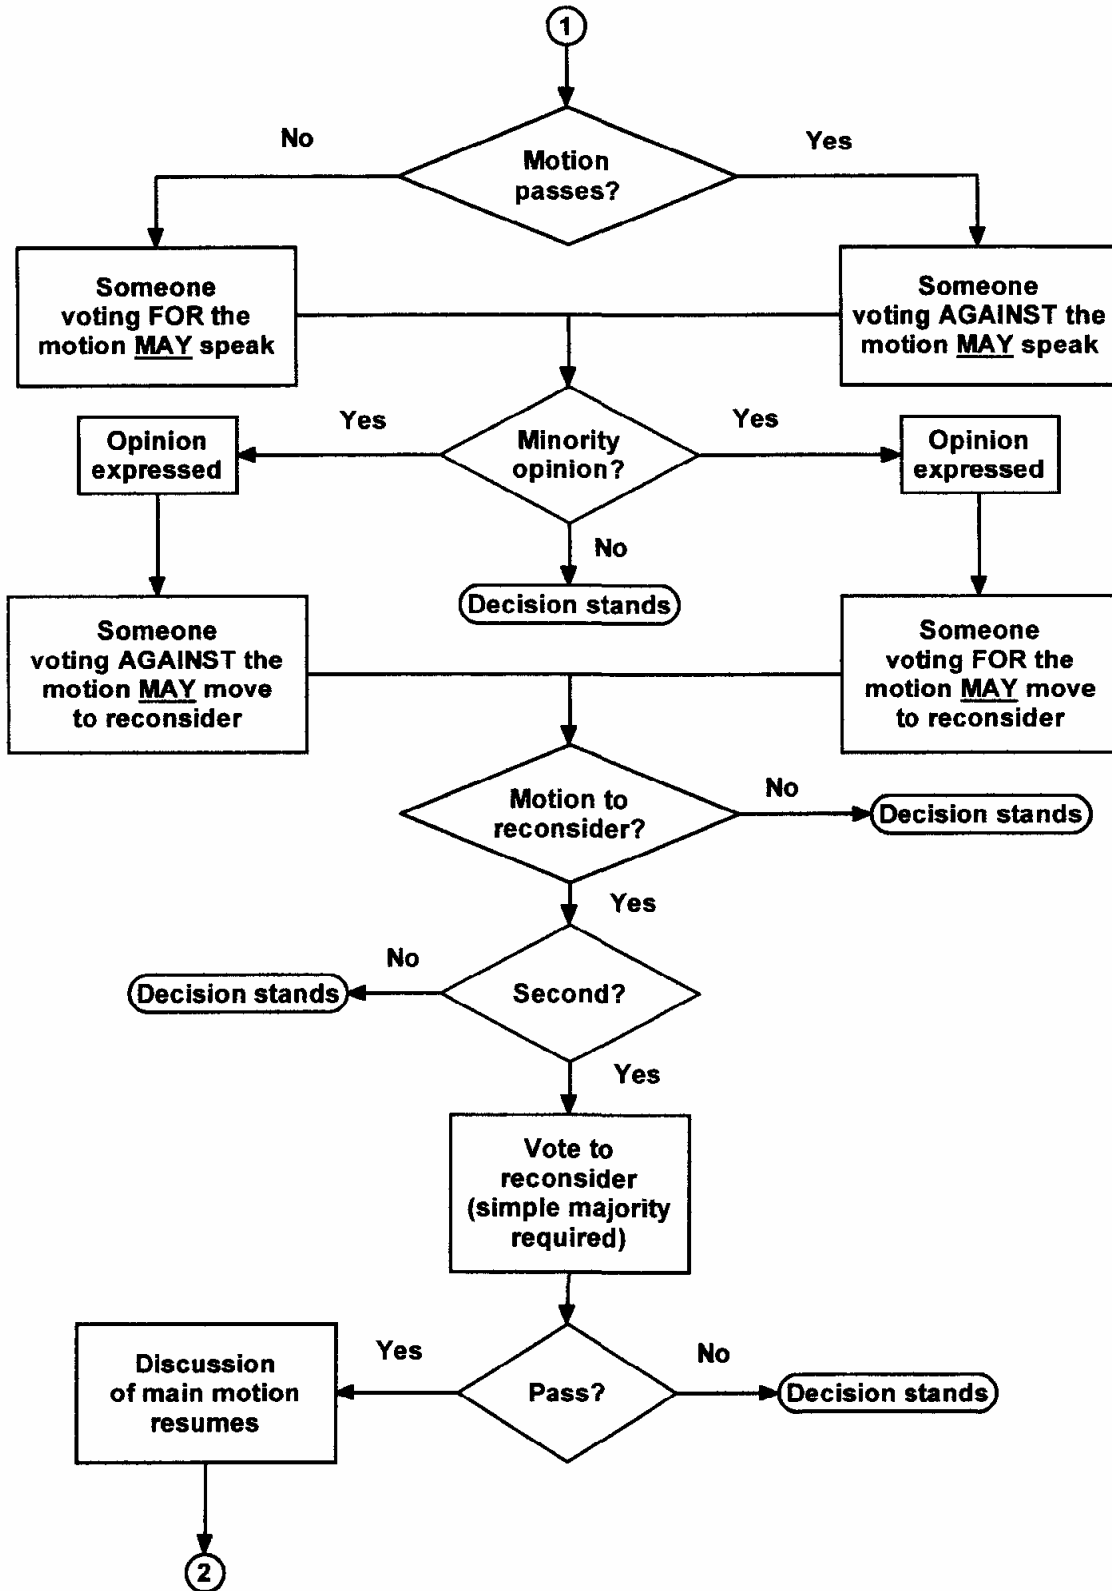 1
Motion
passes?
No
Yes
Someone
voting FOR the
motion MAY speak
Someone
voting AGAINST the
motion MAY speak
Minority
opinion?
Yes
Yes
Opinion
expressed
Opinion
expressed
No
Decision stands
Someone
voting AGAINST the
motion MAY move
to reconsider
Someone
voting FOR the
motion MAY move
to reconsider
Motion to
reconsider?
No
Decision stands
Yes
Second?
No
Decision stands
Yes
Vote to
reconsider
(simple majority
required)
Pass?
Yes
No
Discussion
of main motion
resumes
Decision stands
2